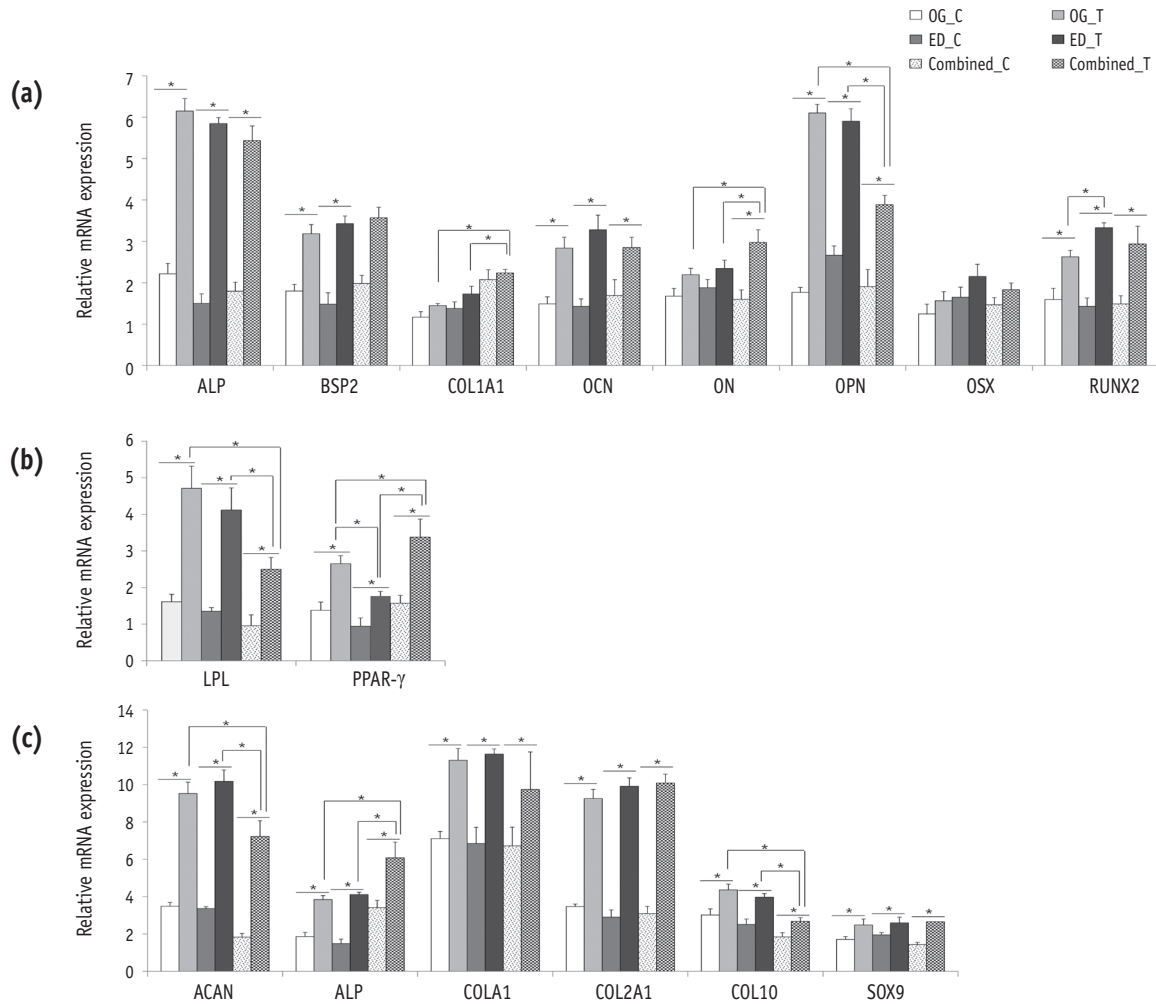 OG_C OG_T
ED_C ED_T
Combined_C Combined_T
(a)
Relative mRNA expression
7
6
5
4
3
2
1
0
* * * * * * * * * * * * * * * * * * * * * *
ALP BSP2 COL1A1 OCN ON OPN OSX RUNX2
(b)
Relative mRNA expression
6
5
4
3
2
1
0
* * * * * * * * * * *
LPL PPAR-γ
(c)
Relative mRNA expression
14
12
10
8
6
4
2
0
* * * * * * * * * * * * * * * * * * * * * * * *
ACAN ALP COLA1 COL2A1 COL10 SOX9